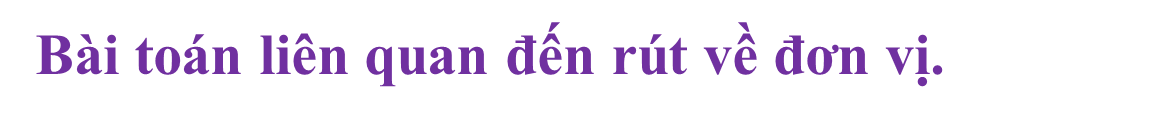 Bài toán liên quan đến rút về đơn vị.